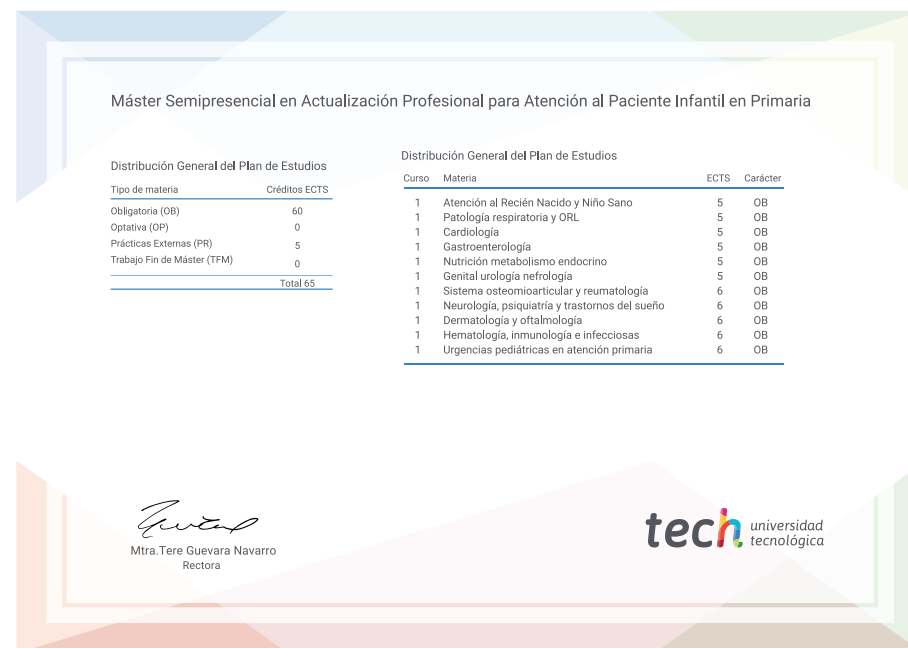 Máster Semipresencial en Actualización Profesional para Atención al Paciente Infantil en Primaria
Distribución General del Plan de Estudios
Tipo de materia Créditos ECTS
Obligatoria (OB) 60
Optativa (OP) 0
Prácticas Externas (PR) 5
Trabajo Fin de Máster (TFM) 0
Total 65
Distribución General del Plan de Estudios
Curso Materia ECTS Carácter
1 Atención al Recién Nacido y Niño Sano 5 OB
1 Patología respiratoria y ORL 5 OB
1 Cardiología 5 OB
1 Gastroenterología 5 OB
1 Nutrición metabolismo endocrino 5 OB
1 Genital urología nefrología 5 OB
1 Sistema osteomioarticular y reumatología 6 OB
1 Neurología, psiquiatría y trastornos del sueño 6 OB
1 Dermatología y oftalmología 6 OB
1 Hematología, inmunología e infecciosas 6 OB
1 Urgencias pediátricas en atención primaria 6 OB
Mtra.Tere Guevara Navarro
Rectora
tech universidad
tecnológica